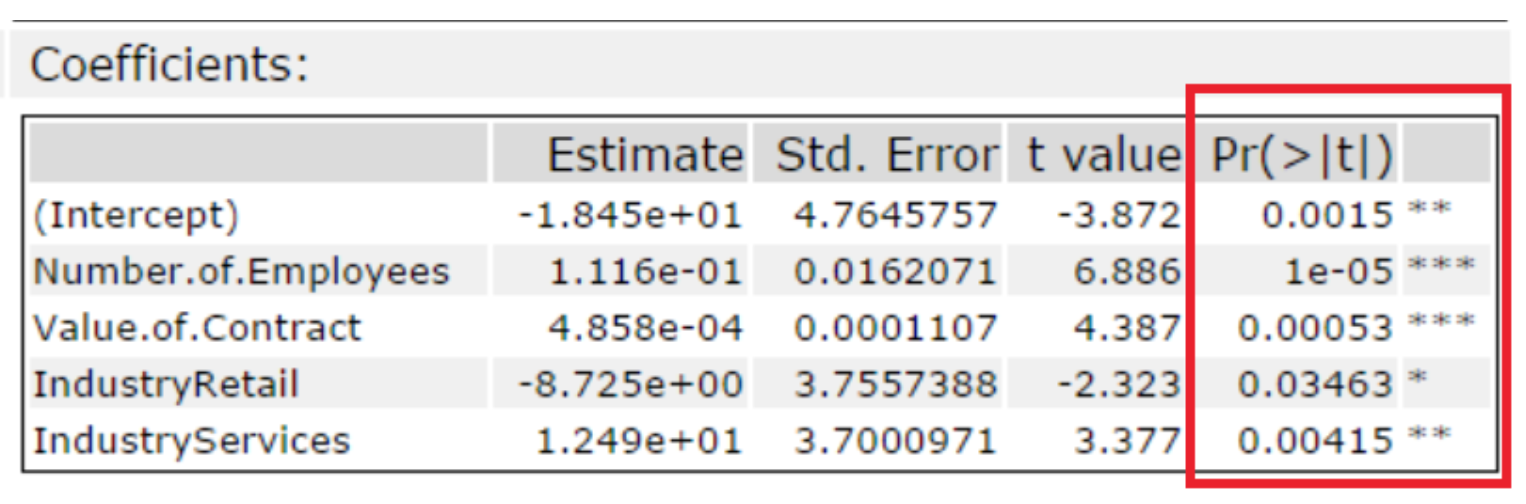 Coefficients:
Estimate Std. Error t value Pr(>|t|)
(Intercept) -1.845e+01 4.7645757 -3.872 0.0015 **
Number.of.Employees 1.116e-01 0.0162071 6.886 1e-05 ***
Value.of.Contract 4.858e-04 0.0001107 4.387 0.00053 ***
IndustryRetail -8.725e+00 3.7557388 -2.323 0.03463 *
IndustryServices 1.249e+01 3.7000971 3.377 0.00415 **